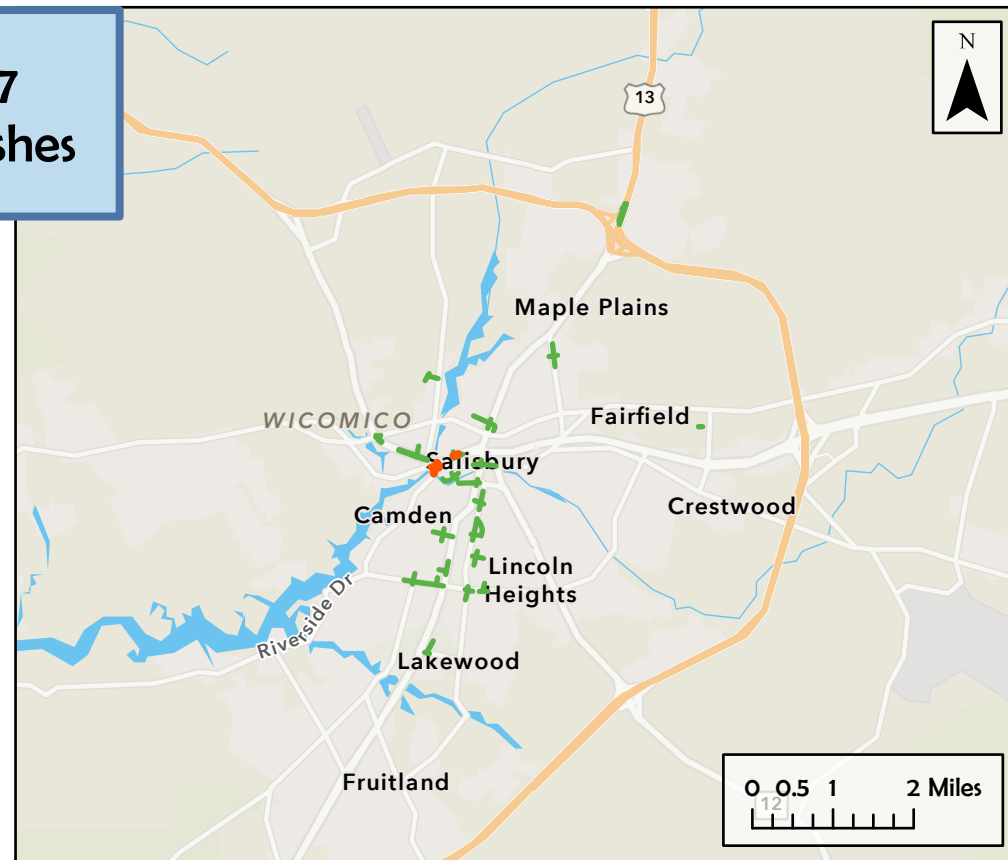 7
shes
N
13
Maple Plains
WICOMICO
Fairfield
Salisbury
Crestwood
Camden
Lincoln
Heights
Riverside Dr
Lakewood
Fruitland
0 0.5 1 2 Miles
12